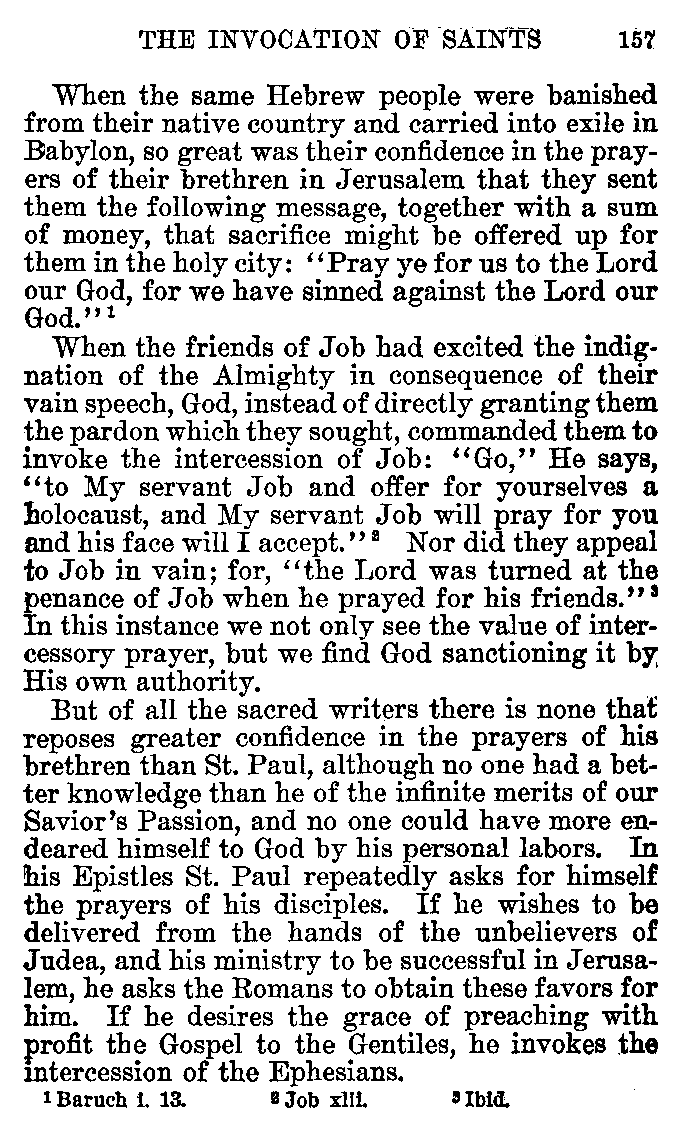 THE INVOCATION OF SAINTS 157
When the same Hebrew people were banished
from their native country and carried into exile in
Babylon, so great was their confidence in the pray-
ers of their brethren in Jerusalem that they sent
them the following message, together with a sum
of money, that sacrifice might be offered up for
them in the holy city: "Pray ye for us to the Lord
our God, for we have sinned against the Lord our
God."¹
When the friends of Job had excited the indig-
nation of the Almighty in consequence of their
vain speech, God, instead of directly granting them
the pardon which they sought, commanded them to
invoke the intercession of Job: "Go," He says,
"to My servant Job and offer for yourselves a
holocaust, and My servant Job will pray for you
and his face will I accept."² Nor did they appeal
to Job in vain; for, "the Lord was turned at the
penance of Job when he prayed for his friends."³
In this instance we not only see the value of inter-
cessory prayer, but we find God sanctioning it by
His own authority.
But of all the sacred writers there is none that
reposes greater confidence in the prayers of his
brethren than St. Paul, although no one had a bet-
ter knowledge than he of the infinite merits of our
Savior's Passion, and no one could have more en-
deared himself to God by his personal labors. In
his Epistles St. Paul repeatedly asks for himself
the prayers of his disciples. If he wishes to be
delivered from the hands of the unbelievers of
Judea, and his ministry to be successful in Jerusa-
lem, he asks the Romans to obtain these favors for
him. If he desires the grace of preaching with
profit the Gospel to the Gentiles, he invokes the
intercession of the Ephesians.
¹ Baruch i. 13. ² Job xlii. ³ Ibid.